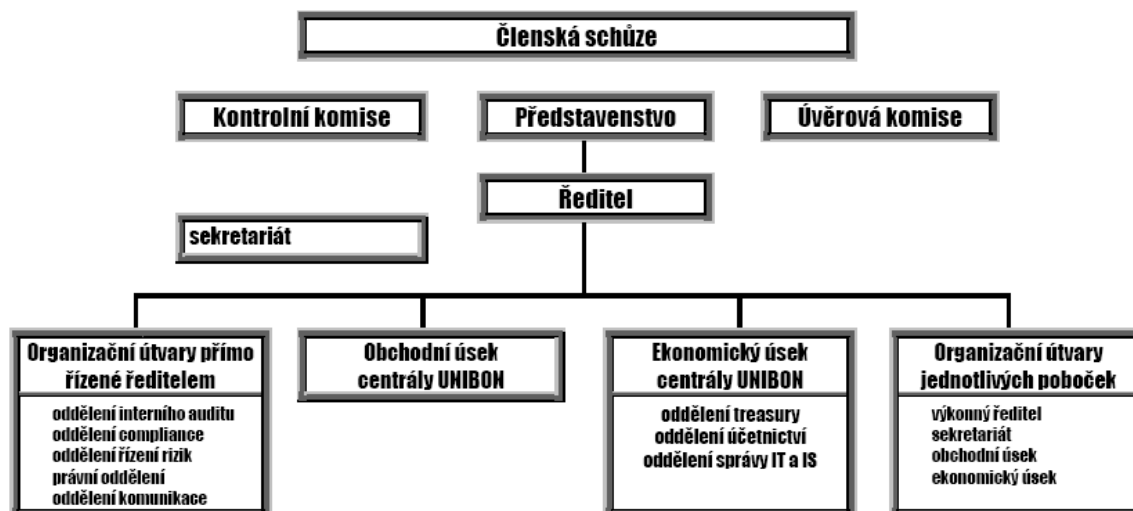 Členská schůze
Kontrolní komise
Představenstvo
Úvěrová komise
Ředitel
sekretariát
Organizační útvary přímo
řízené ředitelem
oddělení interního auditu
oddělení compliance
oddělení řízení rizik
právní oddělení
oddělení komunikace
Obchodní úsek
centrály UNIBON
Ekonomický úsek
centrály UNIBON
oddělení treasury
oddělení účetnictví
oddělení správy IT a IS
Organizační útvary
jednotlivých poboček
výkonný ředitel
sekretariát
obchodní úsek
ekonomický úsek